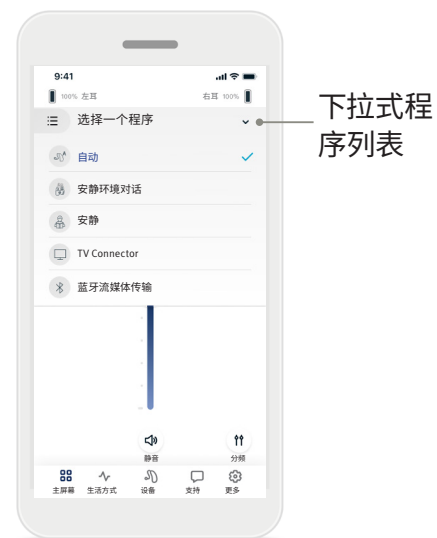 9:41
100% 左耳 右耳 100%
选择一个程序
自动
安静环境对话
安静
TV Connector
蓝牙流媒体传输
静音 分频
主屏幕 生活方式 设备 支持 更多
下拉式程
序列表